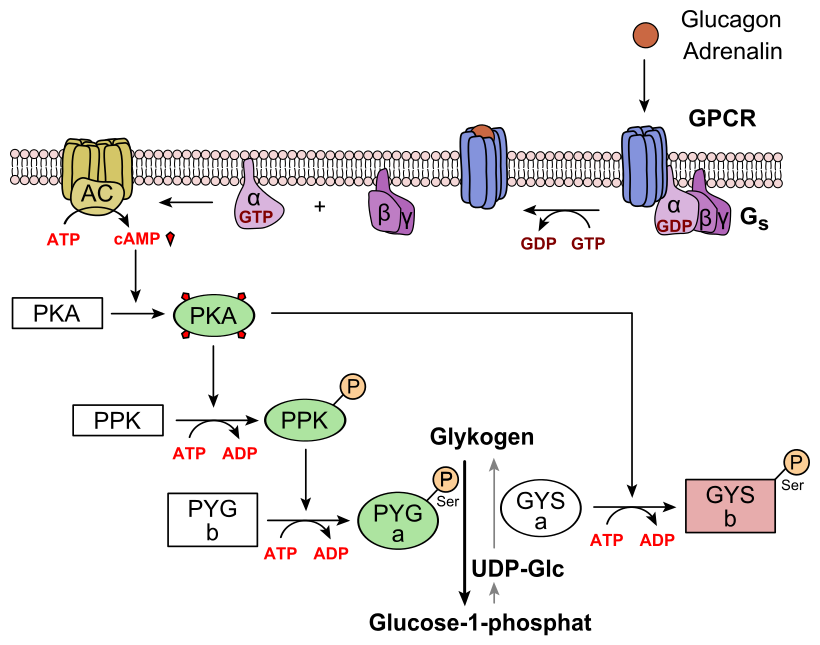 Glucagon
Adrenalin
GPCR
AC
α
GTP
+
β
γ
α
GDP
β
γ
Gs
ATP
cAMP
GDP
GTP
PKA
PKA
PPK
ATP
ADP
PPK
P
Glykogen
PYG
b
ATP
ADP
PYG
a
P
Ser
GYS
a
ATP
ADP
GYS
b
P
Ser
UDP-Glc
Glucose-1-phosphat